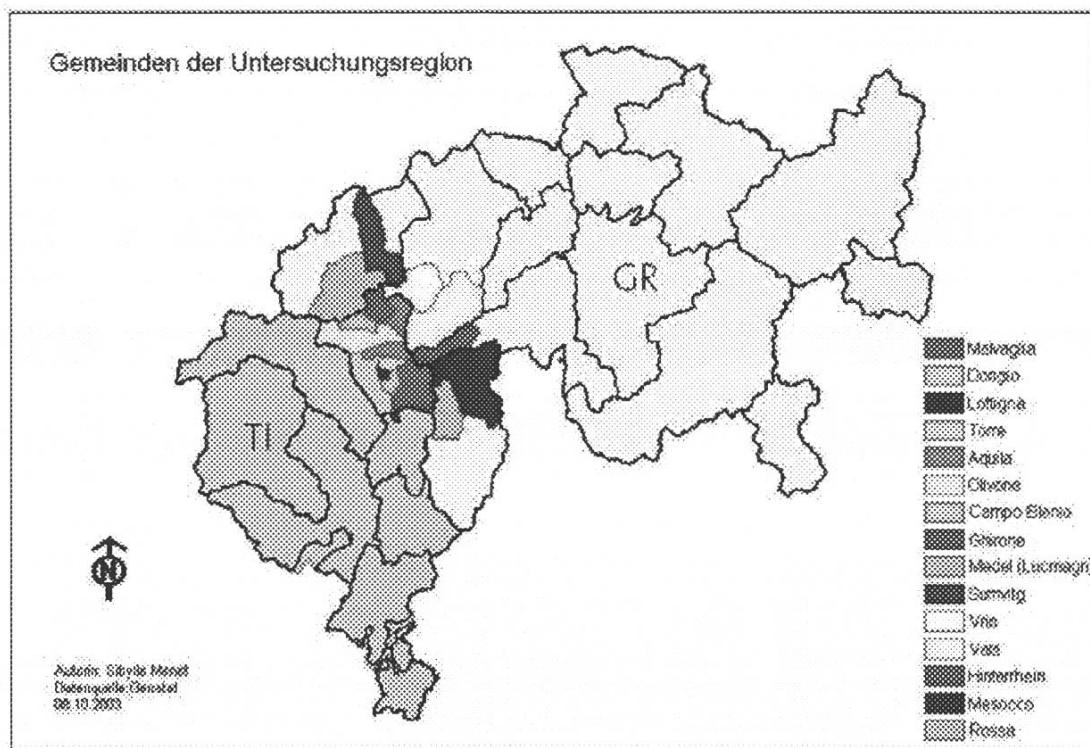 Gemeinden der Untersuchungsregion
GR
TI
N
Malvaglia
Dongio
Lottigna
Torre
Aquila
Olivone
Campo Blenio
Ghirone
Medel (Lucmagn)
Sumvitg
Vrin
Vals
Hinterrhein
Mesocco
Rossa
Autorin: Sibylle
Datenquelle: Geostat
08.10.2003